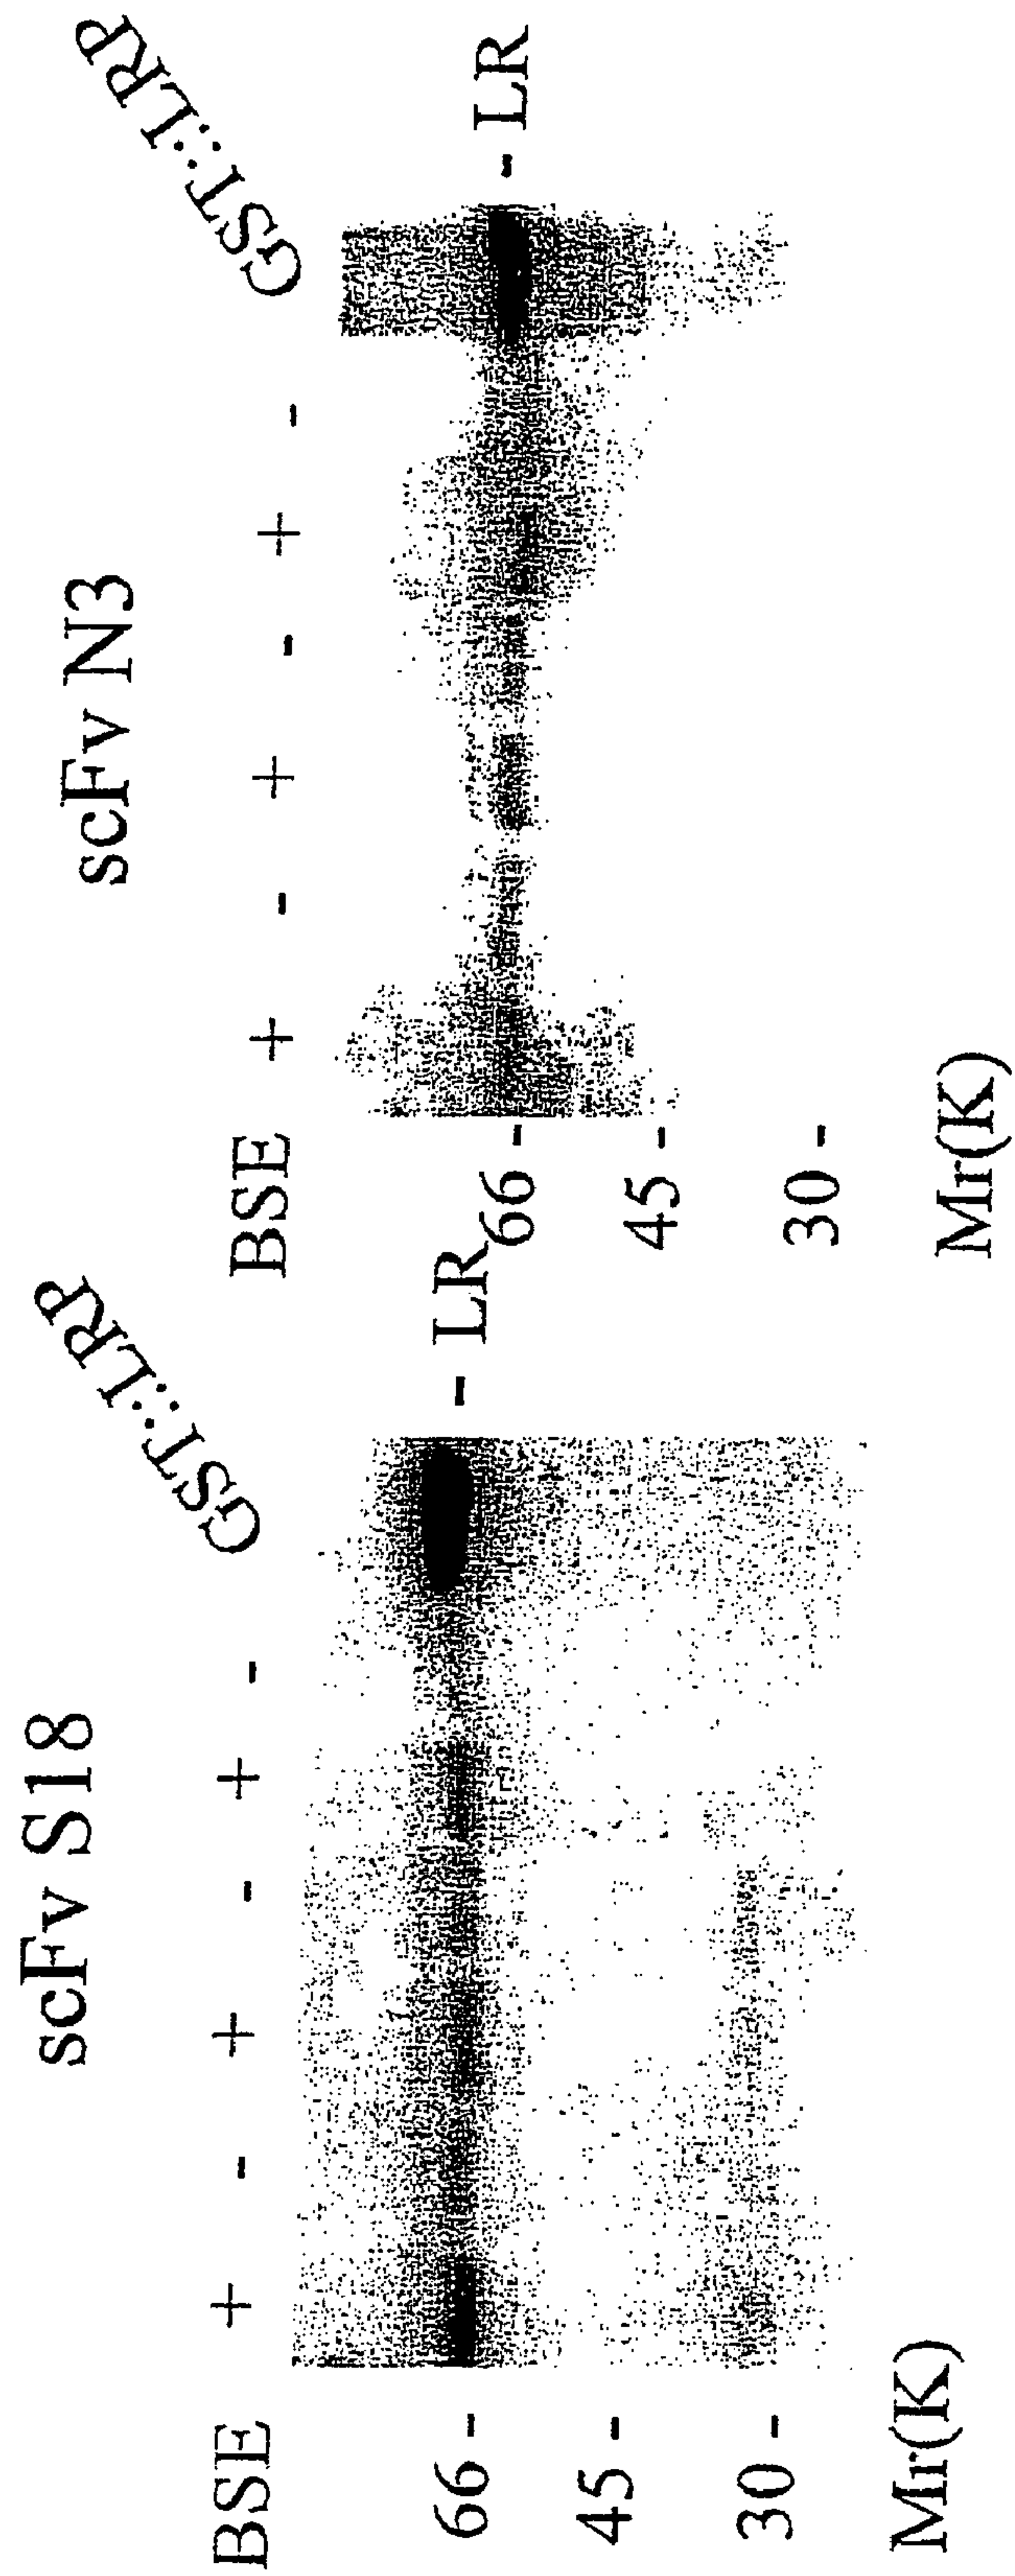 scFv S18
BSE + - + - + - GST::LRP
66 - - LR
45 -
30 -
Mr(K)
scFv N3
BSE + - + - + - GST::LRP
66 - - LR
45 -
30 -
Mr(K)